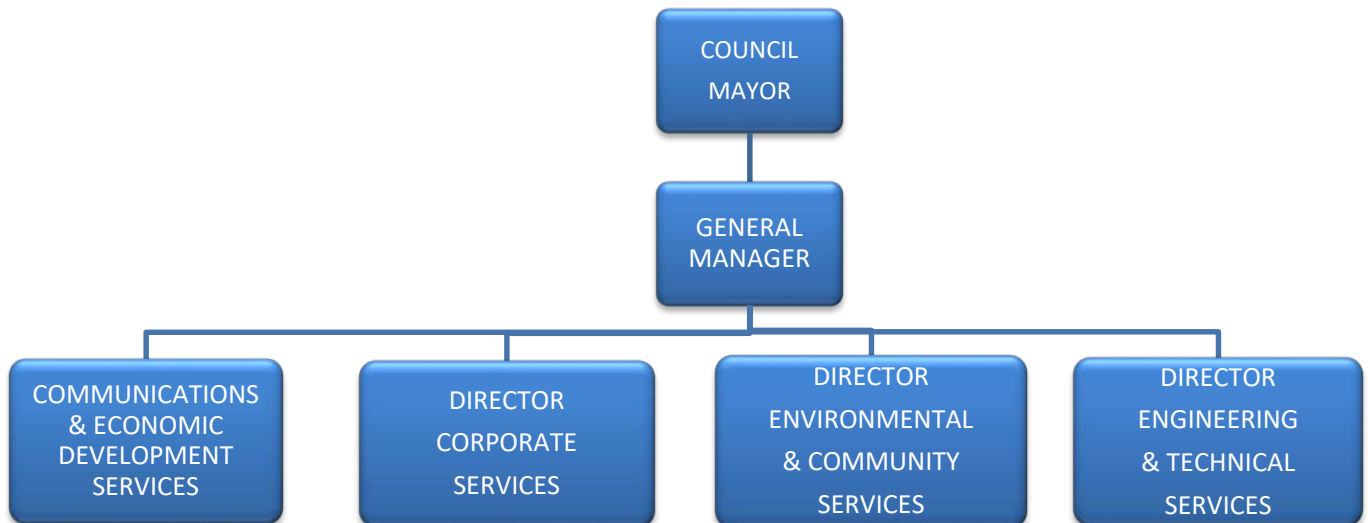 COUNCIL
MAYOR
GENERAL
MANAGER
COMMUNICATIONS
& ECONOMIC
DEVELOPMENT
SERVICES
DIRECTOR
CORPORATE
SERVICES
DIRECTOR
ENVIRONMENTAL
& COMMUNITY
SERVICES
DIRECTOR
ENGINEERING
& TECHNICAL
SERVICES